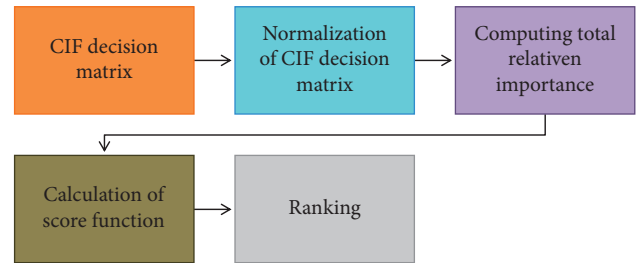 CIF decision
matrix
Normalization
of CIF decision
matrix
Computing total
relativen
importance
Calculation of
score function
Ranking